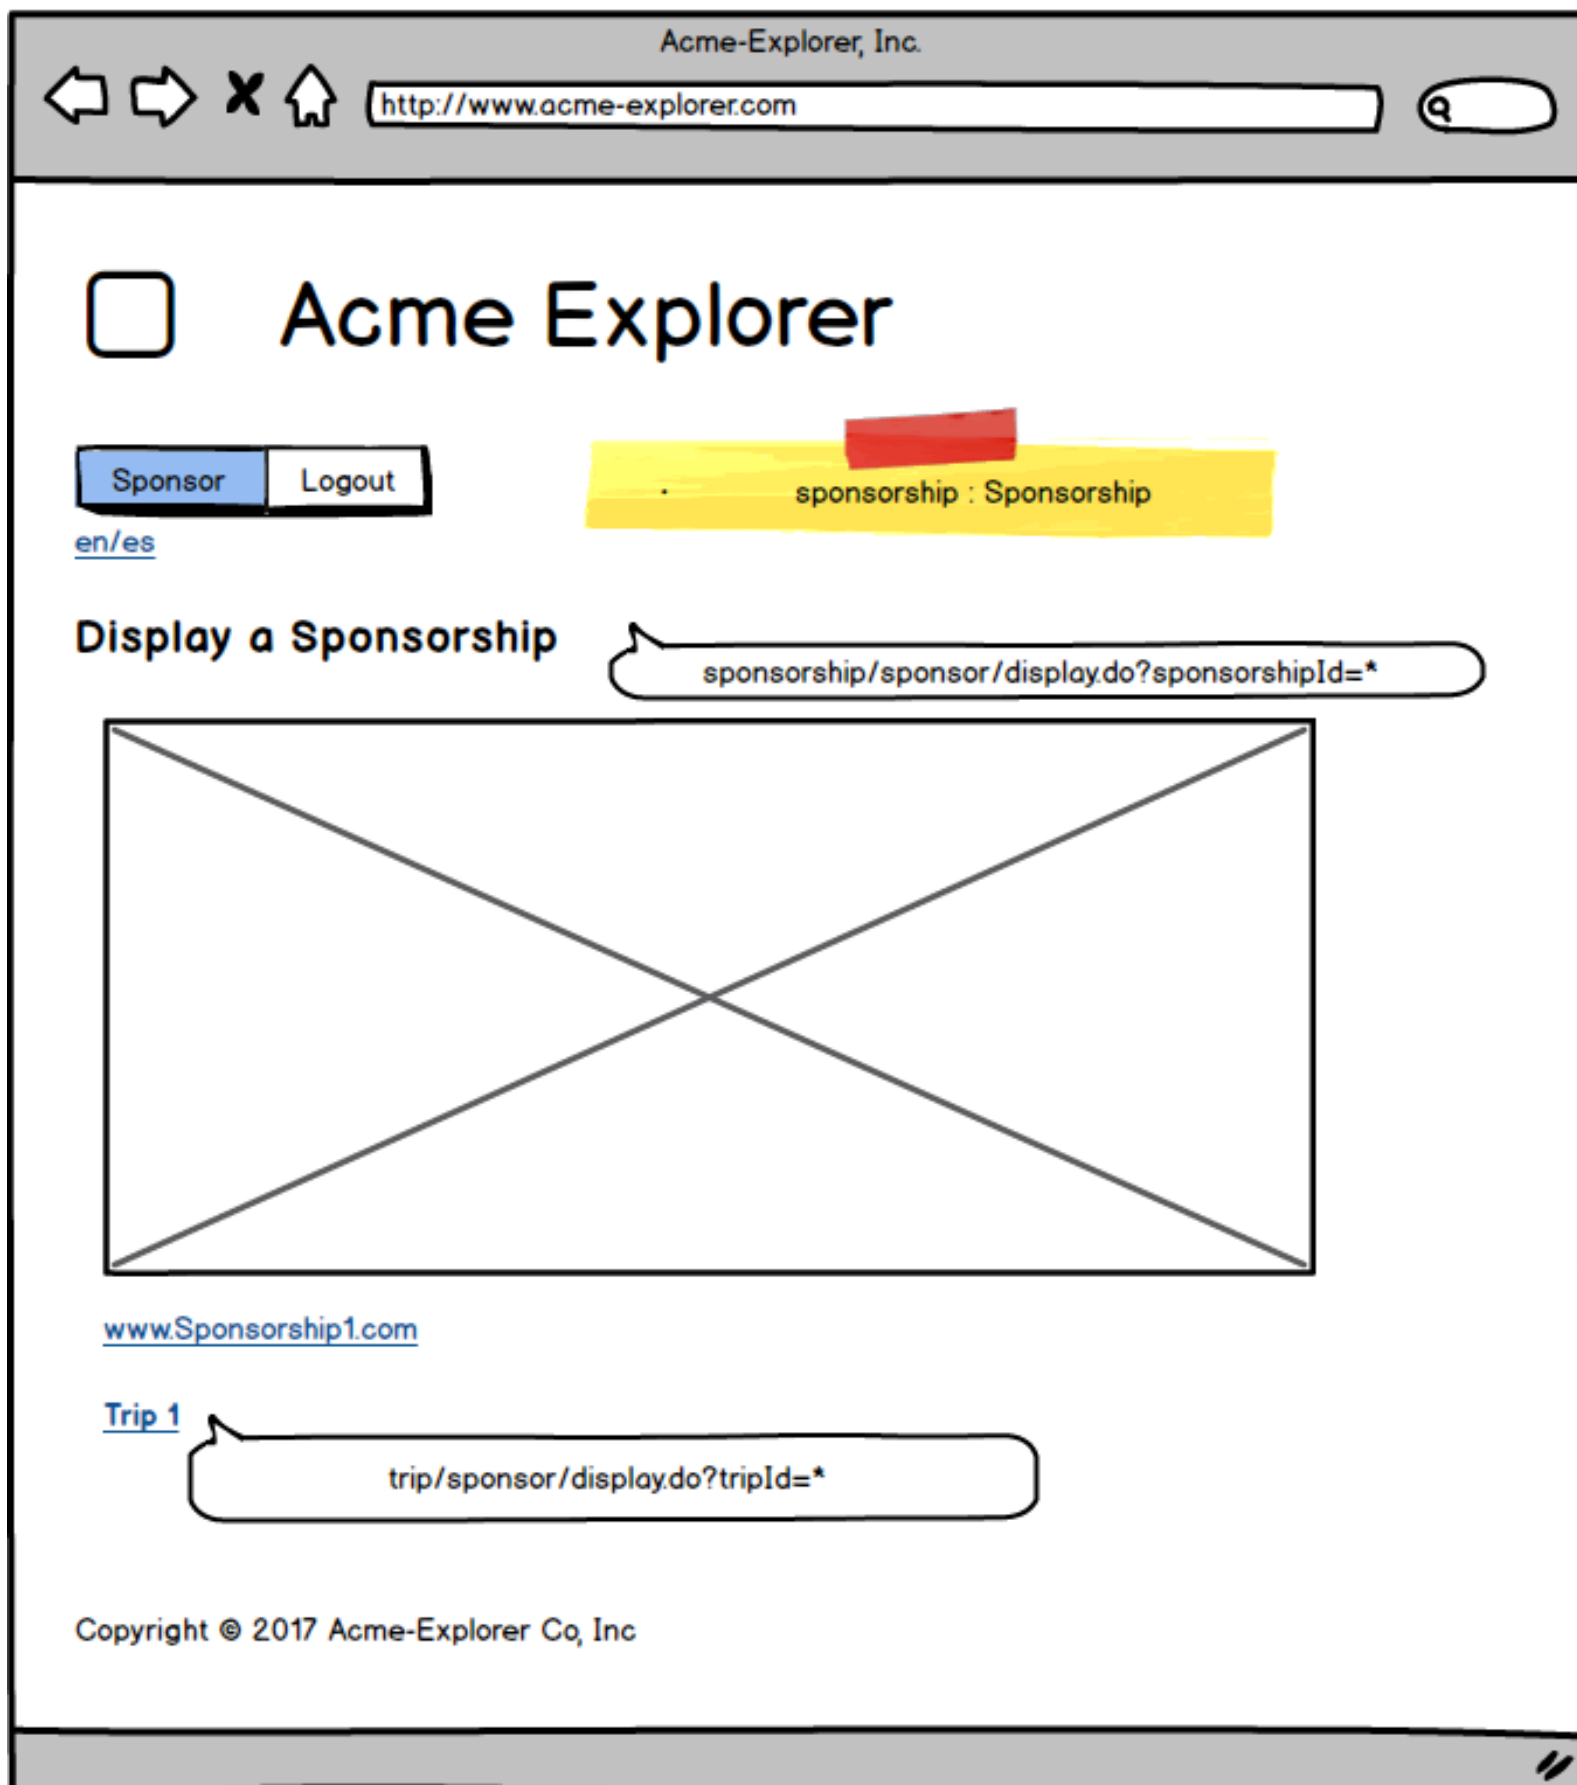 Acme-Explorer, Inc.
http://www.acme-explorer.com
Acme Explorer
Sponsor Logout
. sponsorship : Sponsorship
en/es
Display a Sponsorship
sponsorship/sponsor/display.do?sponsorshipId=*
www.Sponsorship1.com
Trip 1
trip/sponsor/display.do?tripId=*
Copyright © 2017 Acme-Explorer Co, Inc